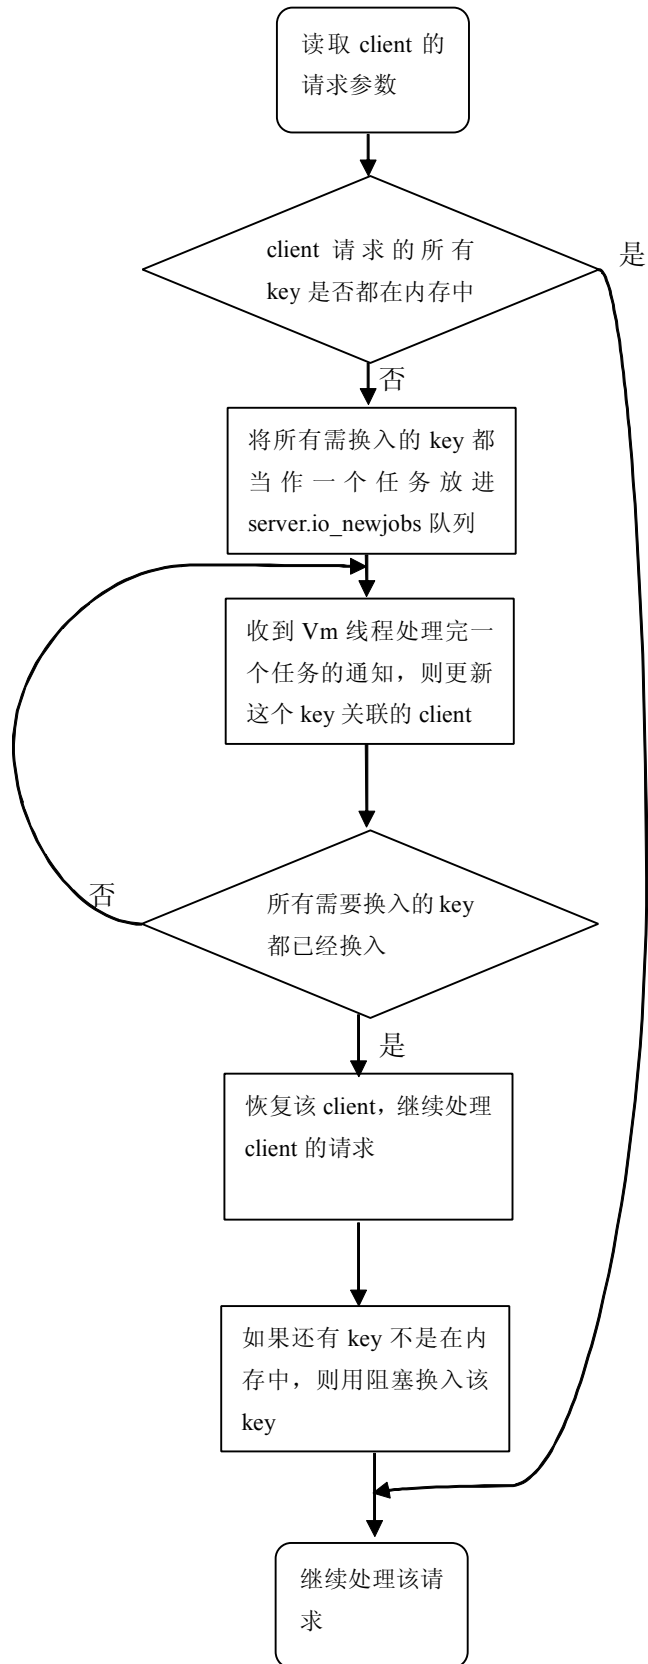 读取 client 的
请求参数
client 请求的所有
key 是否都在内存中
是
否
将所有需换入的 key 都
当作一个任务放进
server.io_newjobs 队列
收到 Vm 线程处理完一
个任务的通知，则更新
这个 key 关联的 client
否
所有需要换入的 key
都已经换入
是
恢复该 client，继续处理
client 的请求
如果还有 key 不是在内
存中，则用阻塞换入该
key
继续处理该请
求